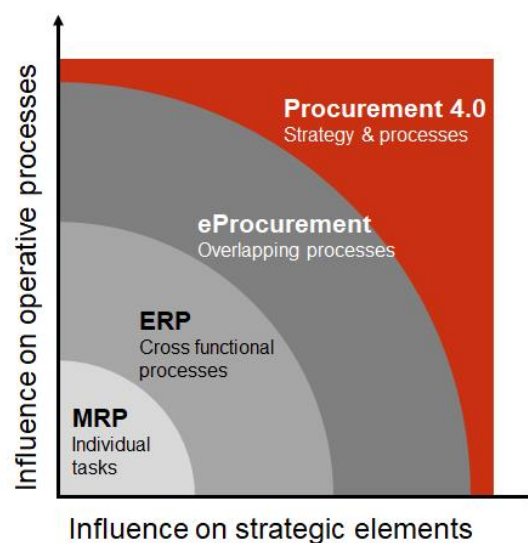 Influence on operative processes
Procurement 4.0
Strategy & processes
eProcurement
Overlapping processes
ERP
Cross functional
processes
MRP
Individual
tasks
Influence on strategic elements